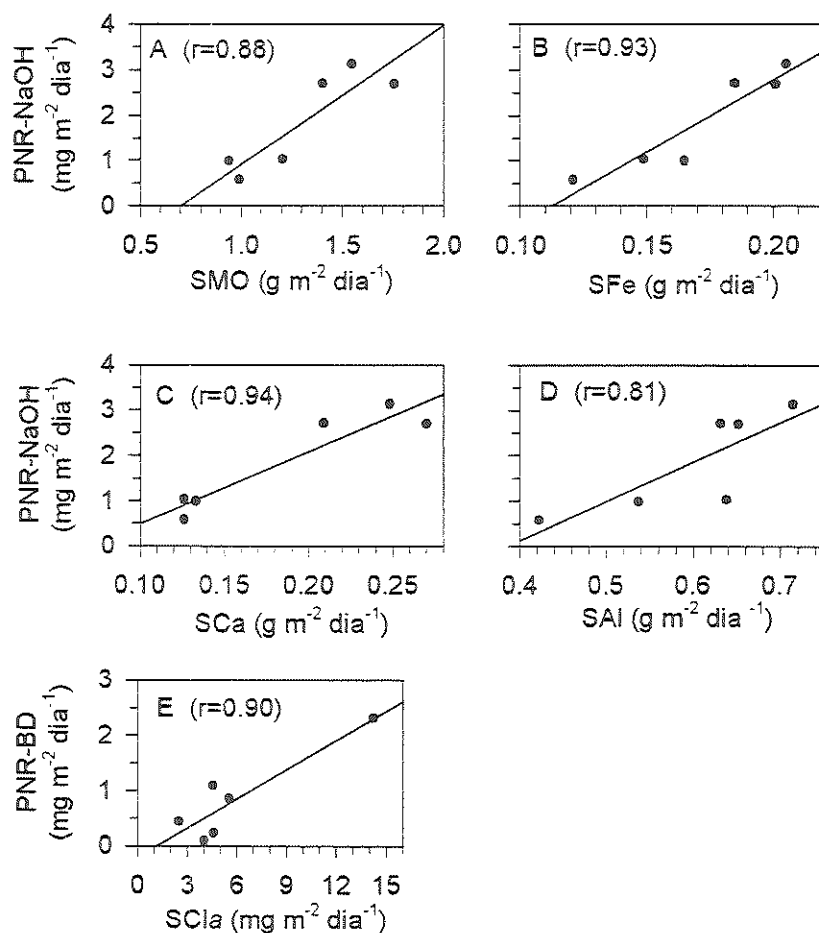 A (r=0.88)
PNR-NaOH
(mg m⁻² dia⁻¹)
4
3
2
1
0
0.5 1.0 1.5 2.0
SMO (g m⁻² dia⁻¹)
B (r=0.93)
0.10 0.15 0.20
SFe (g m⁻² dia⁻¹)
C (r=0.94)
PNR-NaOH
(mg m⁻² dia⁻¹)
4
3
2
1
0
0.10 0.15 0.20 0.25
SCa (g m⁻² dia⁻¹)
D (r=0.81)
0.4 0.5 0.6 0.7
SAl (g m⁻² dia⁻¹)
E (r=0.90)
PNR-BD
(mg m⁻² dia⁻¹)
3
2
1
0
0 3 6 9 12 15
SCla (mg m⁻² dia⁻¹)